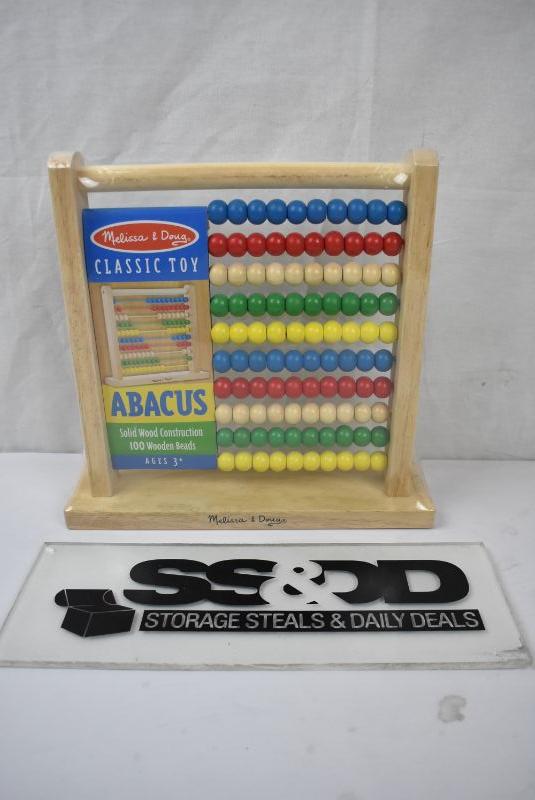 Melissa & Doug
CLASSIC TOY
ABACUS
Solid Wood Construction
100 Wooden Beads
AGES 3+
Melissa & Doug
SS&DD
STORAGE STEALS & DAILY DEALS